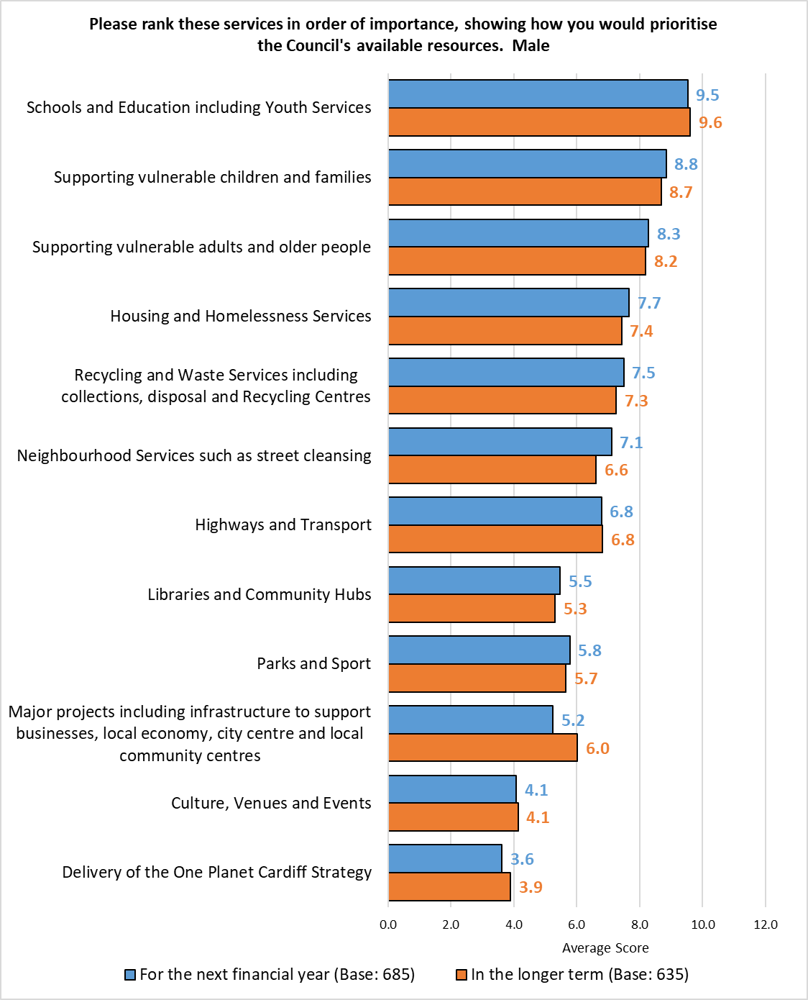 Please rank these services in order of importance, showing how you would prioritise
the Council's available resources.  Male
Schools and Education including Youth Services
9.5
9.6
Supporting vulnerable children and families
8.8
8.7
Supporting vulnerable adults and older people
8.3
8.2
Housing and Homelessness Services
7.7
7.4
Recycling and Waste Services including
collections, disposal and Recycling Centres
7.5
7.3
Neighbourhood Services such as street cleansing
7.1
6.6
Highways and Transport
6.8
6.8
Libraries and Community Hubs
5.5
5.3
Parks and Sport
5.8
5.7
Major projects including infrastructure to support
businesses, local economy, city centre and local
community centres
5.2
6.0
Culture, Venues and Events
4.1
4.1
Delivery of the One Planet Cardiff Strategy
3.6
3.9
0.0 2.0 4.0 6.0 8.0 10.0 12.0
Average Score
For the next financial year (Base: 685) In the longer term (Base: 635)